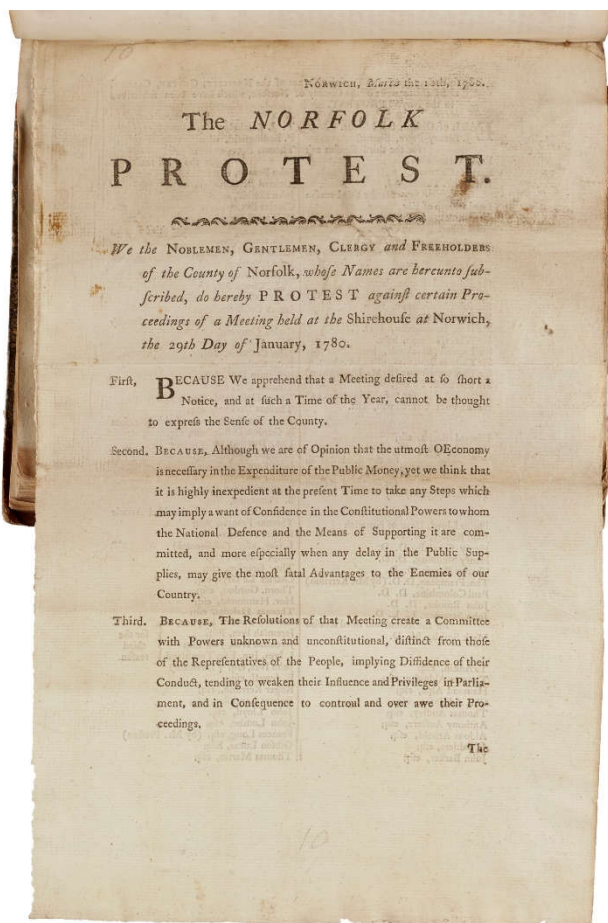 10
NORWICH, March the 10th, 1780.
The NORFOLK
PROTEST.
We the NOBLEMEN, GENTLEMEN, CLERGY and FREEHOLDERS
of the County of Norfolk, whoſe Names are hereunto ſub-
ſcribed, do hereby PROTEST againſt certain Pro-
ceedings of a Meeting held at the Shirehouſe at Norwich,
the 29th Day of January, 1780.
Firſt, BECAUSE We apprehend that a Meeting deſired at ſo ſhort a
Notice, and at ſuch a Time of the Year, cannot be thought
to expreſs the Senſe of the County.
Second. BECAUSE, Although we are of Opinion that the utmoſt OEconomy
is neceſſary in the Expenditure of the Public Money, yet we think that
it is highly inexpedient at the preſent Time to take any Steps which
may imply a want of Confidence in the Conſtitutional Powers to whom
the National Defence and the Means of Supporting it are com-
mitted, and more eſpecially when any delay in the Public Sup-
plies, may give the moſt fatal Advantages to the Enemies of our
Country.
Third. BECAUSE, The Reſolutions of that Meeting create a Committee
with Powers unknown and unconſtitutional, diſtinct from thoſe
of the Repreſentatives of the People, implying Diffidence of their
Conduct, tending to weaken their Influence and Privileges in Parlia-
ment, and in Conſequence to controul and over awe their Pro-
ceedings.
The
10